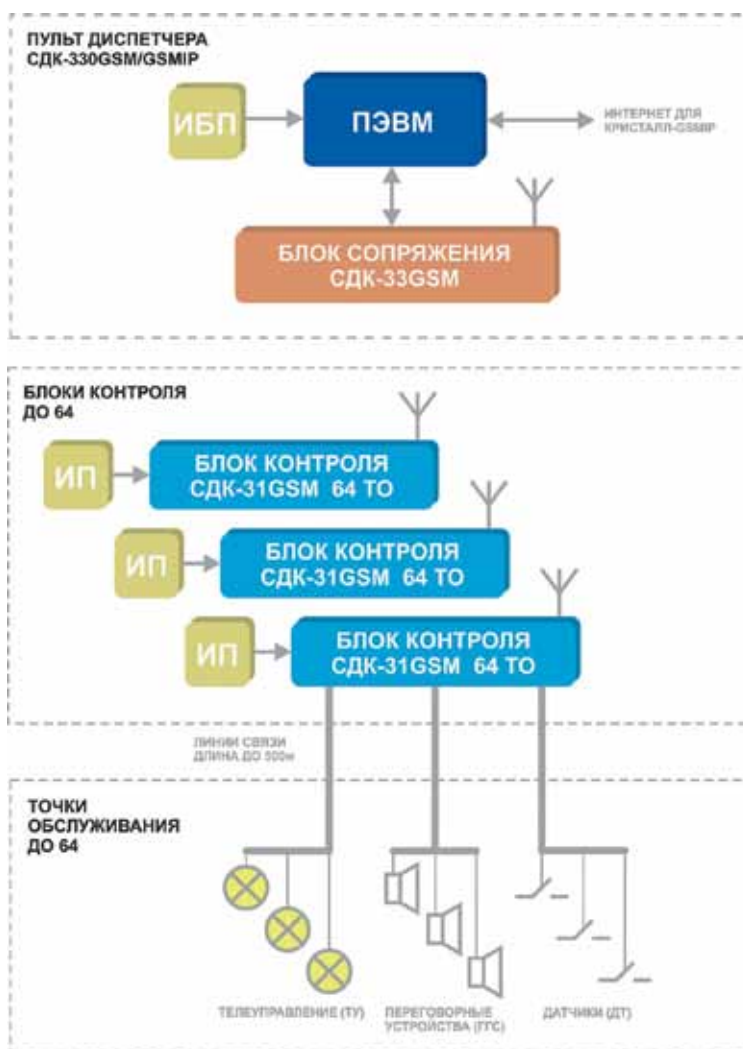 ПУЛЬТ ДИСПЕТЧЕРА
СДК-330GSM/GSMIP
ИБП
ПЭВМ
ИНТЕРНЕТ ДЛЯ
КРИСТАЛЛ-GSMIP
БЛОК СОПРЯЖЕНИЯ
СДК-33GSM
БЛОКИ КОНТРОЛЯ
ДО 64
ИП
БЛОК КОНТРОЛЯ
СДК-31GSM 64 ТО
ИП
БЛОК КОНТРОЛЯ
СДК-31GSM 64 ТО
ИП
БЛОК КОНТРОЛЯ
СДК-31GSM 64 ТО
ЛИНИИ СВЯЗИ
ДЛИНА ДО 500м
ТОЧКИ
ОБСЛУЖИВАНИЯ
ДО 64
ТЕЛЕУПРАВЛЕНИЕ (ТУ)
ПЕРЕГОВОРНЫЕ
УСТРОЙСТВА (ГГС)
ДАТЧИКИ (ДТ)